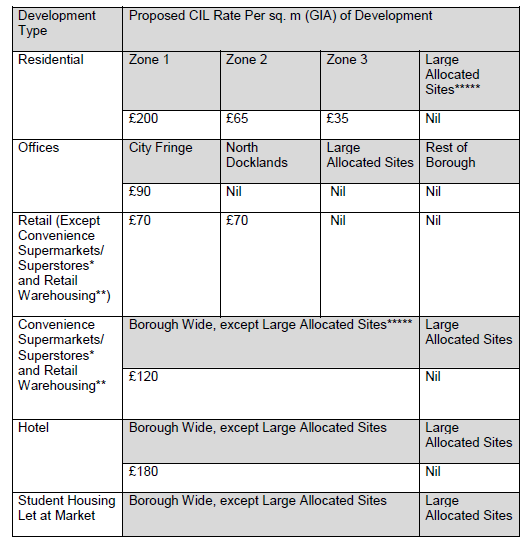 Development Type
Proposed CIL Rate Per sq. m (GIA) of Development
Residential
Zone 1
Zone 2
Zone 3
Large
Allocated
Sites*****
£200
£65
£35
Nil
Offices
City Fringe
North
Docklands
Large
Allocated Sites
Rest of
Borough
£90
Nil
Nil
Nil
Retail (Except
Convenience
Supermarkets/
Superstores*
and Retail
Warehousing**)
£70
£70
Nil
Nil
Convenience
Supermarkets/
Superstores*
and Retail
Warehousing**
Borough Wide, except Large Allocated Sites*****
Large
Allocated Sites
£120
Nil
Hotel
Borough Wide, except Large Allocated Sites
Large
Allocated Sites
£180
Nil
Student Housing
Let at Market
Borough Wide, except Large Allocated Sites
Large
Allocated Sites